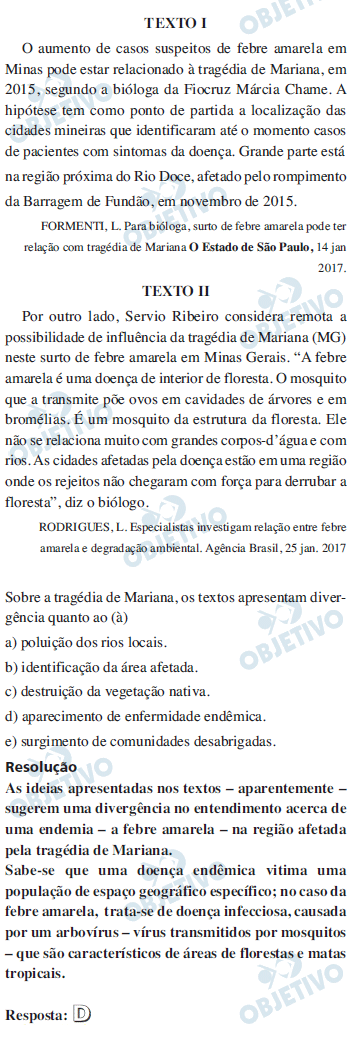 TEXTO I
O aumento de casos suspeitos de febre amarela em
Minas pode estar relacionado à tragédia de Mariana, em
2015, segundo a bióloga da Fiocruz Márcia Chame. A
hipótese tem como ponto de partida a localização das
cidades mineiras que identificaram até o momento casos
de pacientes com sintomas da doença. Grande parte está
na região próxima do Rio Doce, afetado pelo rompimento
da Barragem de Fundão, em novembro de 2015.
FORMENTI, L. Para bióloga, surto de febre amarela pode ter
relação com tragédia de Mariana O Estado de São Paulo, 14 jan
2017.
TEXTO II
Por outro lado, Servio Ribeiro considera remota a
possibilidade de influência da tragédia de Mariana (MG)
neste surto de febre amarela em Minas Gerais. “A febre
amarela é uma doença de interior de floresta. O mosquito
que a transmite põe ovos em cavidades de árvores e em
bromélias. É um mosquito da estrutura da floresta. Ele
não se relaciona muito com grandes corpos-d’água e com
rios. As cidades afetadas pela doença estão em uma região
onde os rejeitos não chegaram com força para derrubar a
floresta”, diz o biólogo.
RODRIGUES, L. Especialistas investigam relação entre febre
amarela e degradação ambiental. Agência Brasil, 25 jan. 2017
Sobre a tragédia de Mariana, os textos apresentam diver-
gência quanto ao (à)
a) poluição dos rios locais.
b) identificação da área afetada.
c) destruição da vegetação nativa.
d) aparecimento de enfermidade endêmica.
e) surgimento de comunidades desabrigadas.
Resolução
As ideias apresentadas nos textos – aparentemente –
sugerem uma divergência no entendimento acerca de
uma endemia – a febre amarela – na região afetada
pela tragédia de Mariana.
Sabe-se que uma doença endêmica vitima uma
população de espaço geográfico específico; no caso da
febre amarela, trata-se de doença infecciosa, causada
por um arbovírus – vírus transmitidos por mosquitos
– que são característicos de áreas de florestas e matas
tropicais.
Resposta: D
OBJETIVO
OBJETIVO
OBJETIVO
OBJETIVO
OBJETIVO
OBJETIVO
OBJETIVO
OBJETIVO
OBJETIVO
OBJETIVO